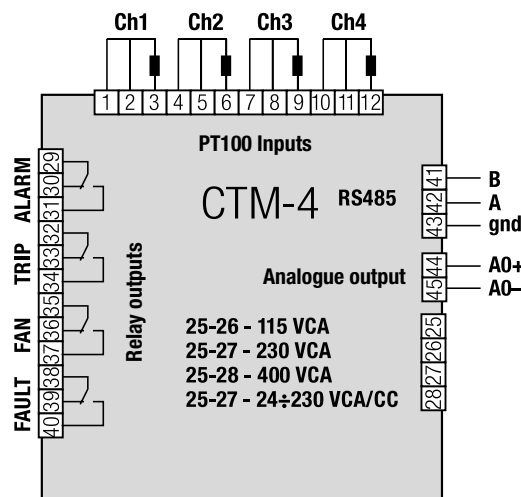 Ch1 Ch2 Ch3 Ch4
1 2 3 4 5 6 7 8 9 10 11 12
PT100 Inputs
CTM-4 RS485
ALARM 29 30 31
TRIP 32 33 34
FAN 35 36 37
FAULT 38 39 40
Relay outputs
41 B
42 A
43 gnd
Analogue output
44 A0+
45 A0–
25-26 - 115 VCA
25-27 - 230 VCA
25-28 - 400 VCA
25-27 - 24÷230 VCA/CC
25
26
27
28